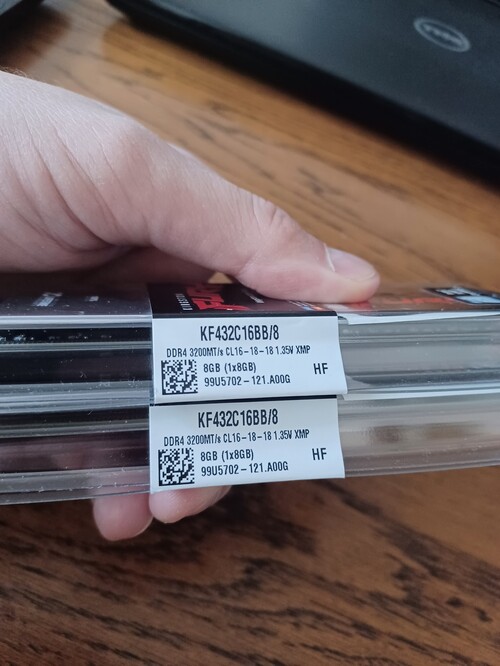 DELL
KF432C16BB/8
DDR4 3200MT/s CL16-18-18 1.35V XMP
8GB (1x8GB)
99U5702-121.A00G
HF
KF432C16BB/8
DDR4 3200MT/s CL16-18-18 1.35V XMP
8GB (1x8GB)
99U5702-121.A00G
HF